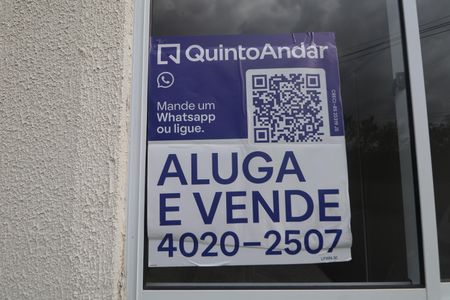 QuintoAndar
Mande um
Whatsapp
ou ligue.
ALUGA
E VENDE
4020-2507